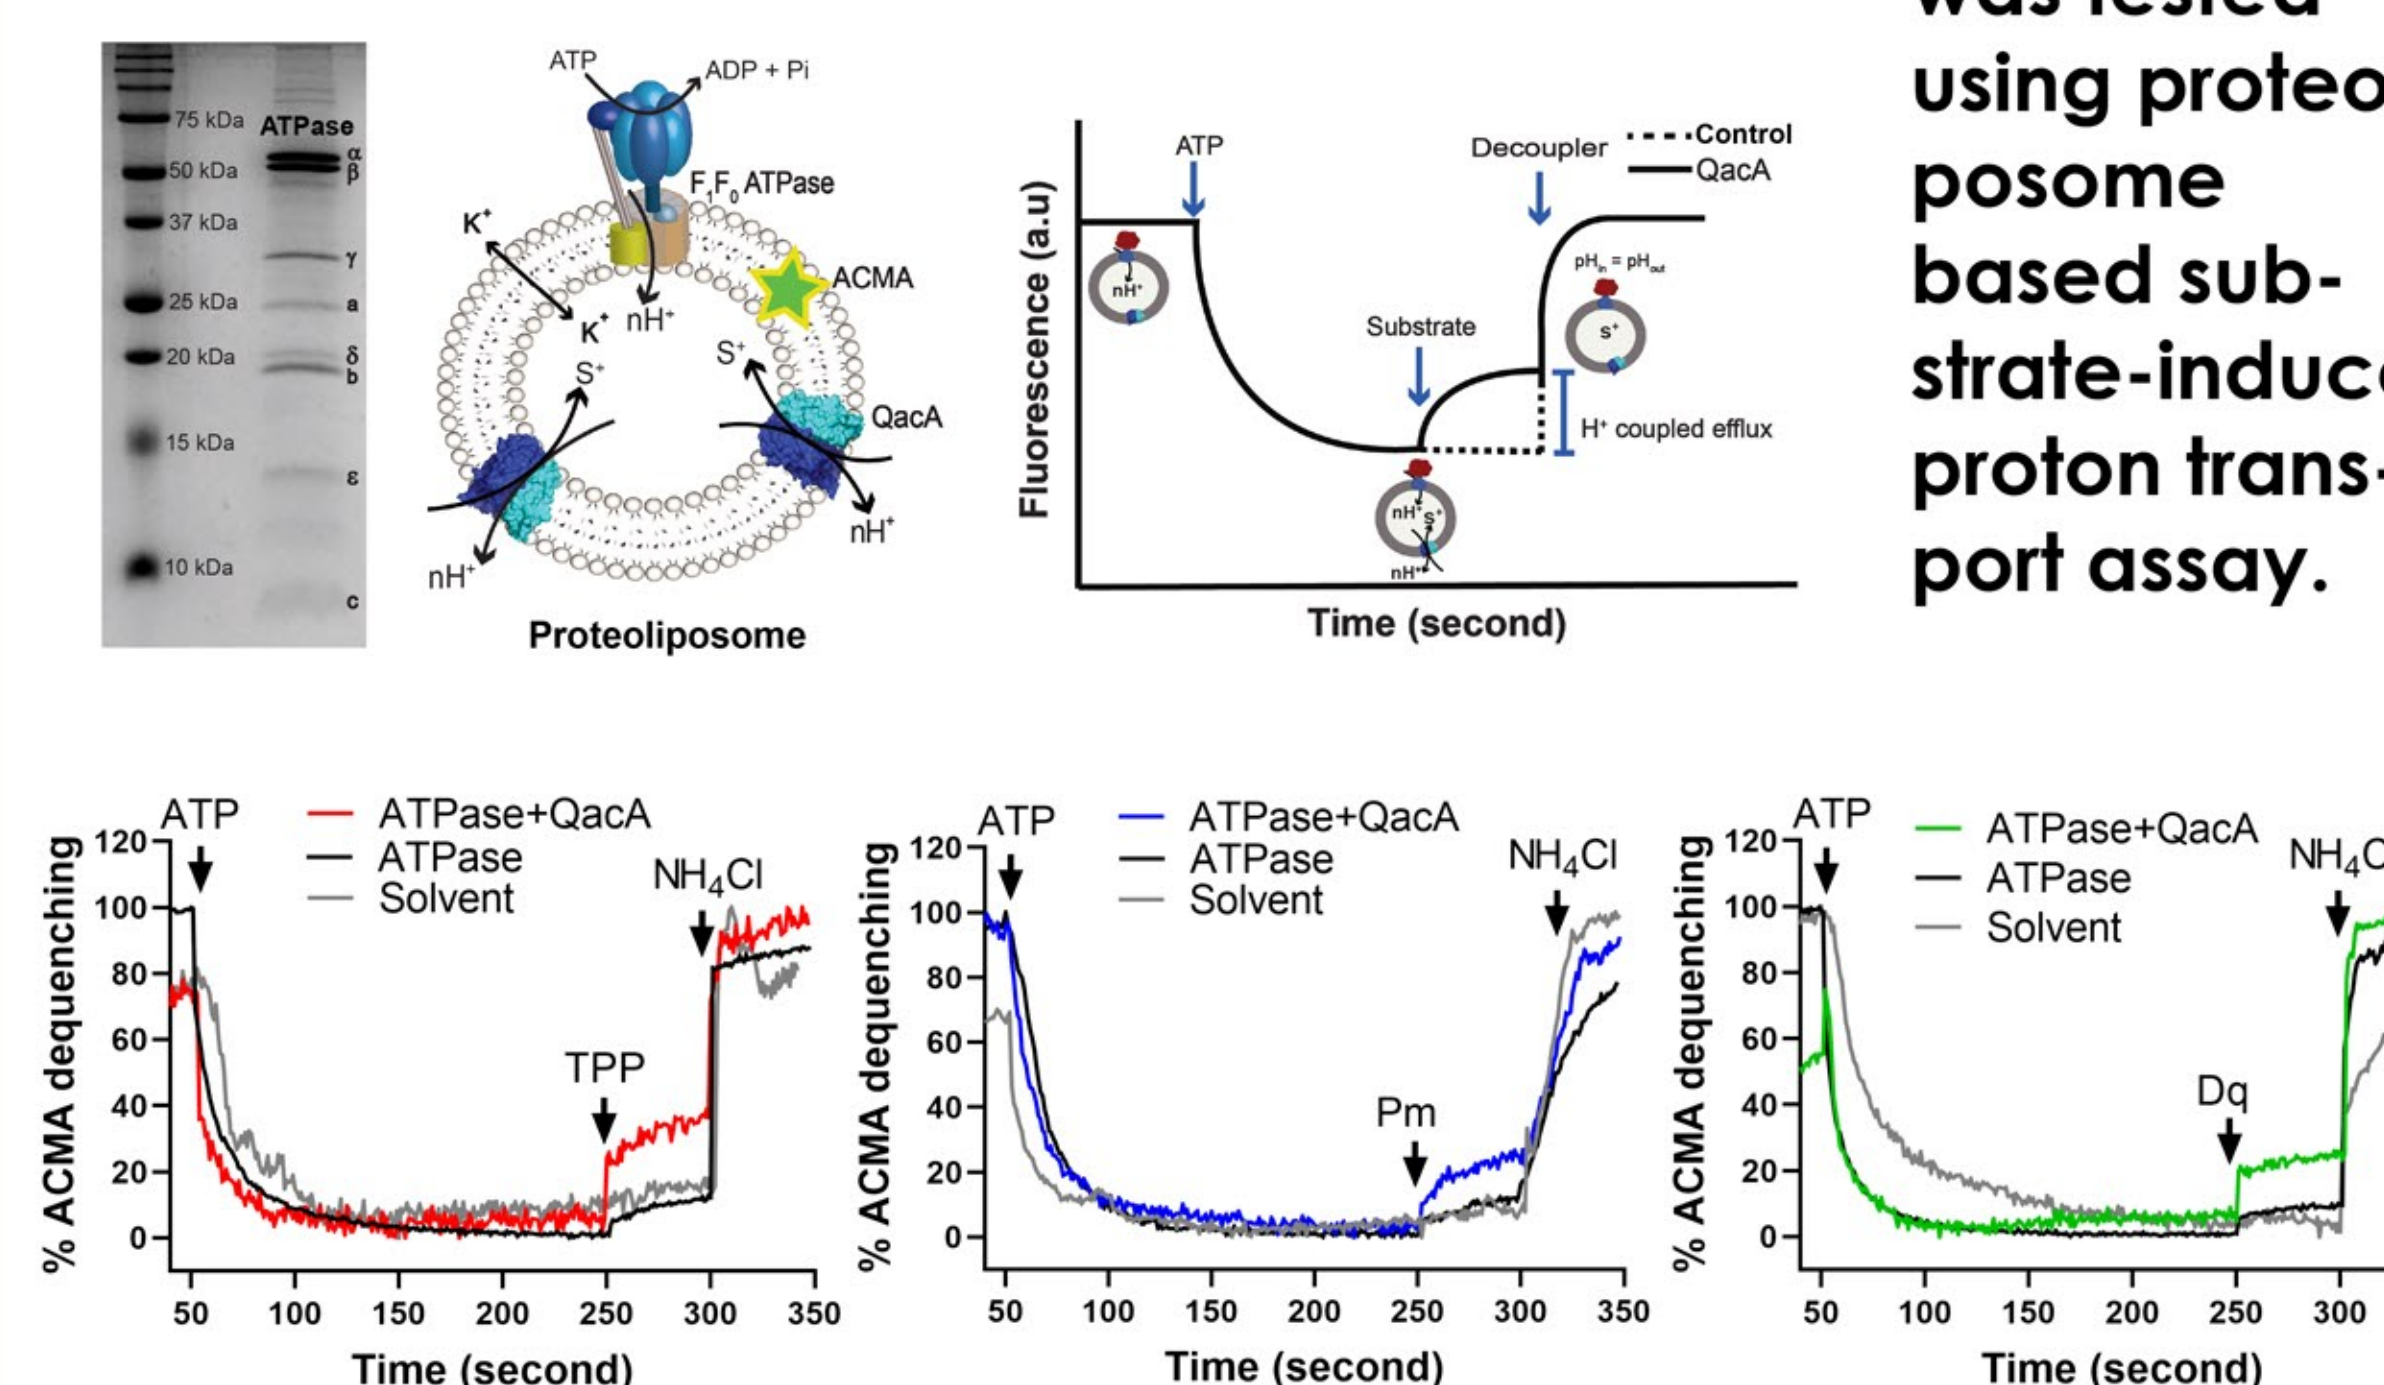 was tested
using proteo
posome
based sub-
strate-induc
proton trans-
port assay.
75 kDa
50 kDa
37 kDa
25 kDa
20 kDa
15 kDa
10 kDa
ATPase
α
β
γ
a
δ
b
ε
c
ATP
ADP + Pi
F₁F₀ ATPase
K⁺
K⁺
nH⁺
ACMA
S⁺
S⁺
QacA
nH⁺
nH⁺
Proteoliposome
Fluorescence (a.u)
ATP
Decoupler
Control
QacA
nH⁺
Substrate
pHᵢₙ = pHₒᵤₜ
S⁺
H⁺ coupled efflux
nH⁺
S⁺
nH⁺
Time (second)
ATP
ATPase+QacA
ATPase
Solvent
NH₄Cl
TPP
% ACMA dequenching
120
100
80
60
40
20
0
50 100 150 200 250 300 350
Time (second)
ATP
ATPase+QacA
ATPase
Solvent
NH₄Cl
Pm
% ACMA dequenching
120
100
80
60
40
20
0
50 100 150 200 250 300 350
Time (second)
ATP
ATPase+QacA
ATPase
Solvent
NH₄C
Dq
% ACMA dequenching
120
100
80
60
40
20
0
50 100 150 200 250 300
Time (second)